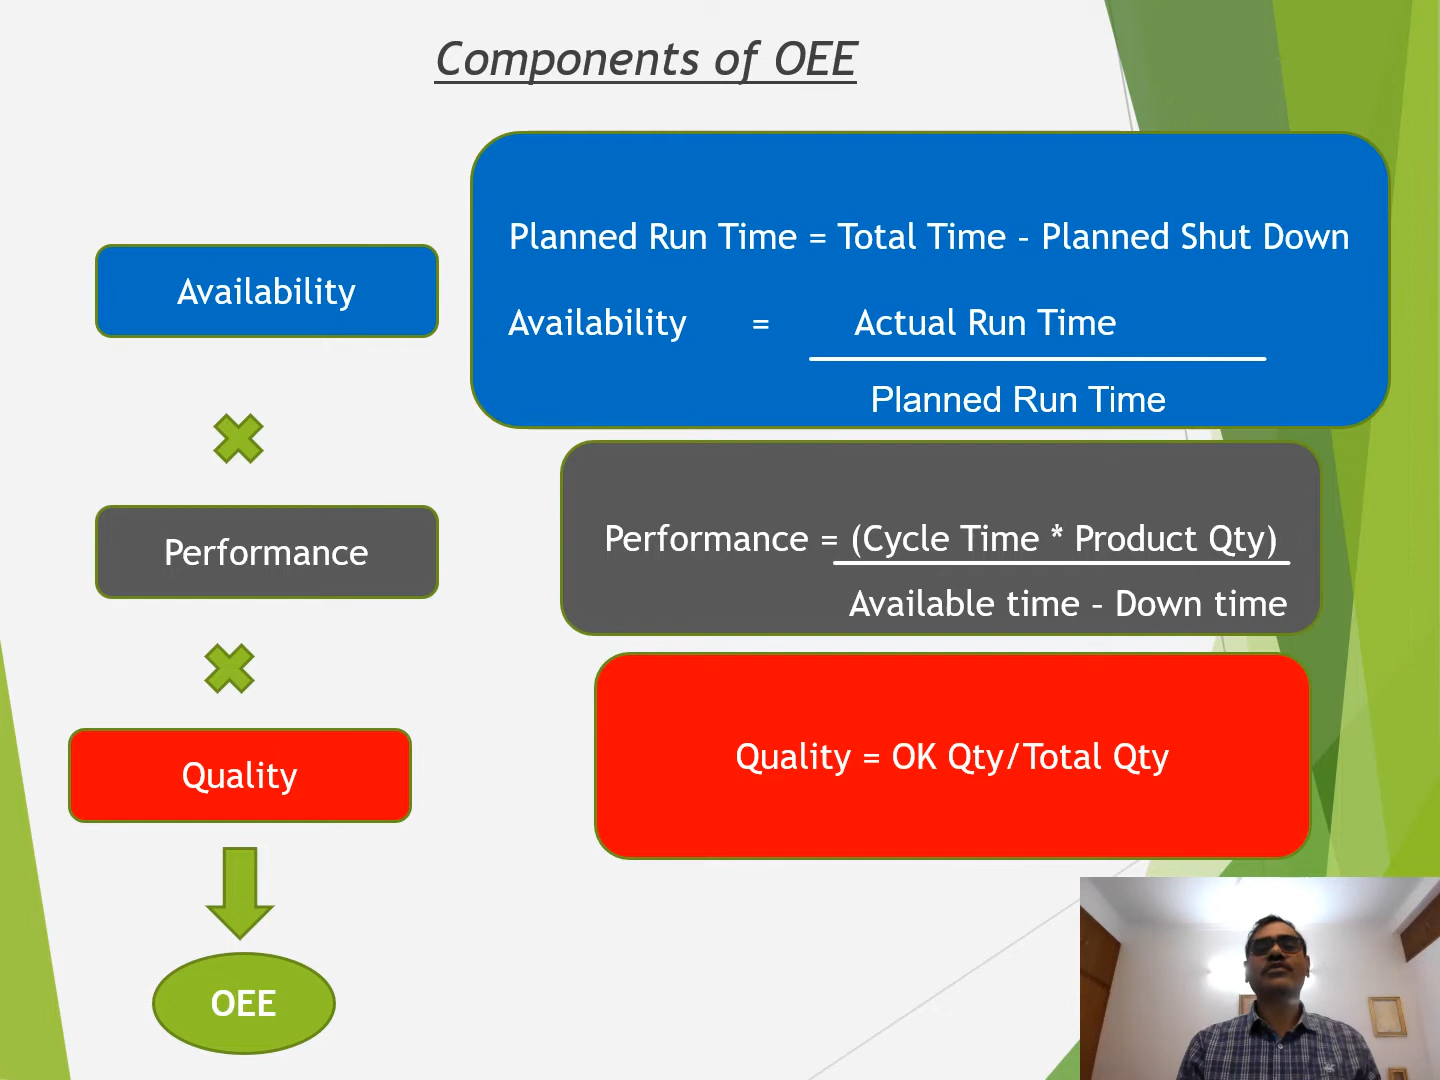 Components of OEE
Planned Run Time = Total Time - Planned Shut Down
Availability
Availability = Actual Run Time
Planned Run Time
Performance = (Cycle Time * Product Qty)
Performance
Available time - Down time
Quality = OK Qty/Total Qty
Quality
OEE